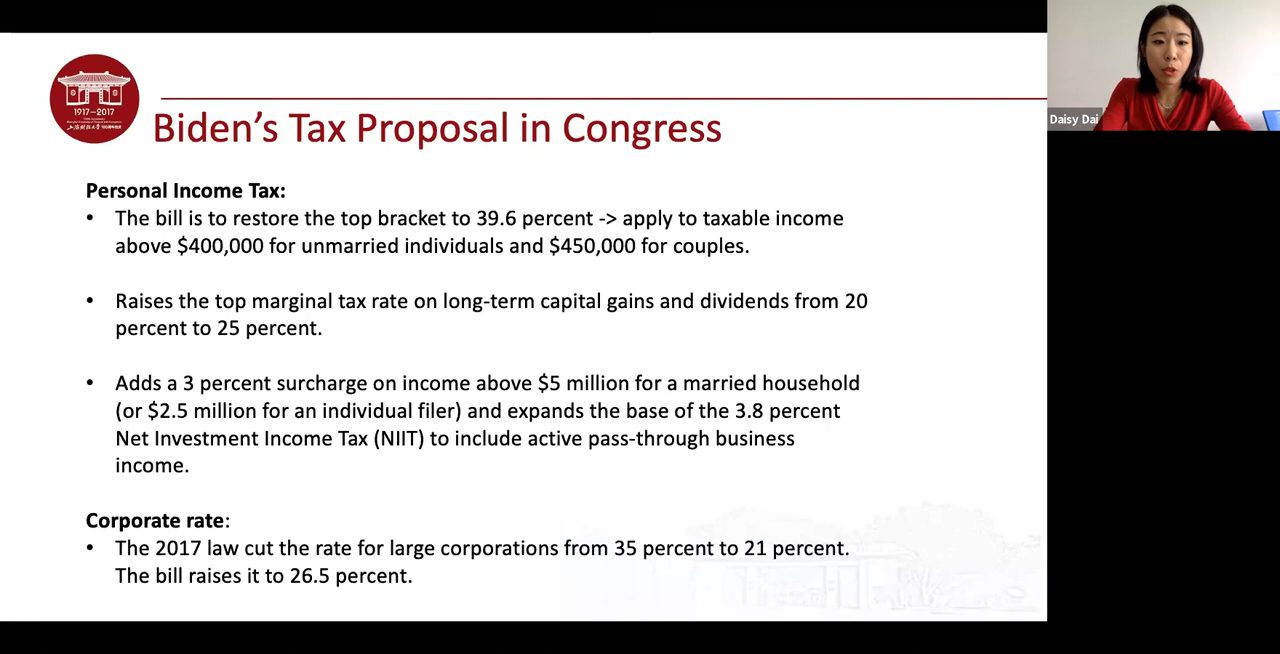 1917-2017
上海财经大学
Biden's Tax Proposal in Congress
Daisy Dai
Personal Income Tax:
• The bill is to restore the top bracket to 39.6 percent -> apply to taxable income
above $400,000 for unmarried individuals and $450,000 for couples.
• Raises the top marginal tax rate on long-term capital gains and dividends from 20
percent to 25 percent.
• Adds a 3 percent surcharge on income above $5 million for a married household
(or $2.5 million for an individual filer) and expands the base of the 3.8 percent
Net Investment Income Tax (NIIT) to include active pass-through business
income.
Corporate rate:
• The 2017 law cut the rate for large corporations from 35 percent to 21 percent.
The bill raises it to 26.5 percent.